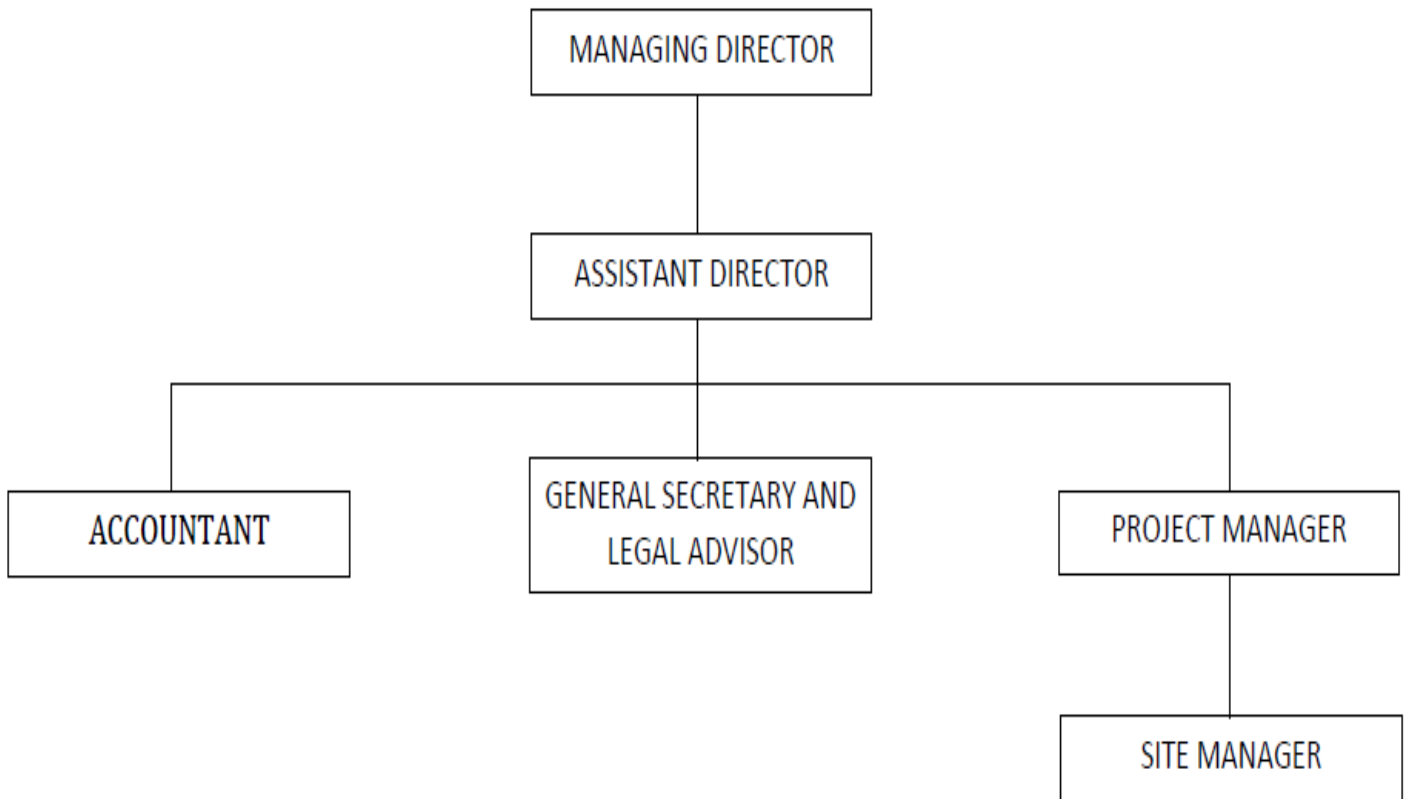 MANAGING DIRECTOR
ASSISTANT DIRECTOR
ACCOUNTANT
GENERAL SECRETARY AND
LEGAL ADVISOR
PROJECT MANAGER
SITE MANAGER